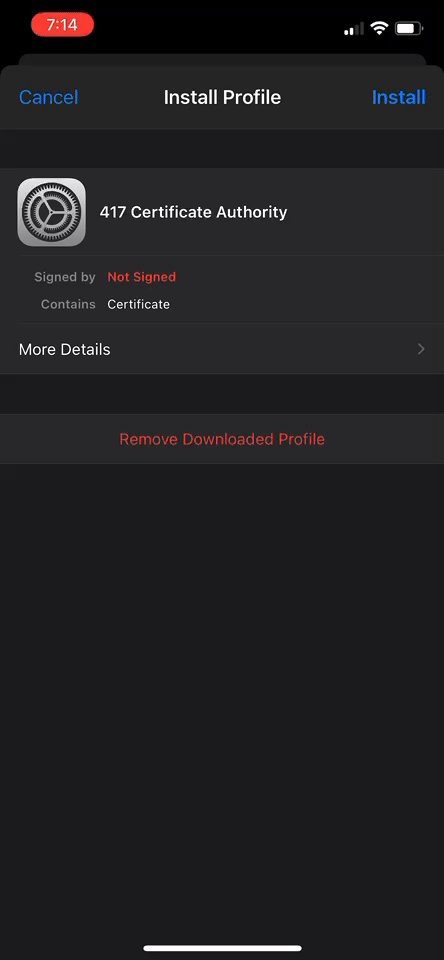 7:14
Cancel Install Profile Install
417 Certificate Authority
Signed by Not Signed
Contains Certificate
More Details
Remove Downloaded Profile